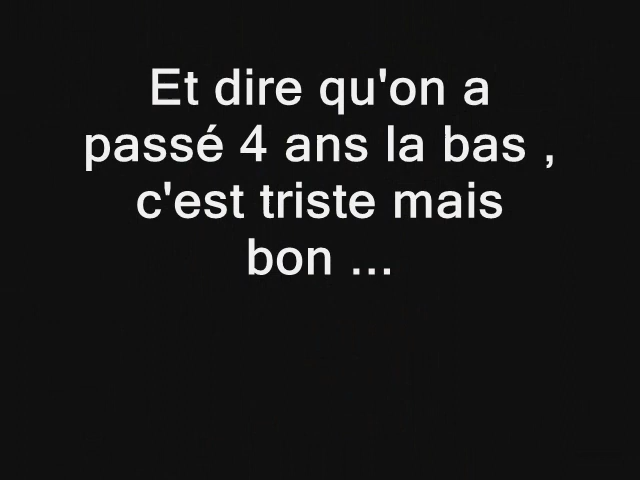 Et dire qu'on a
passé 4 ans la bas ,
c'est triste mais
bon ...